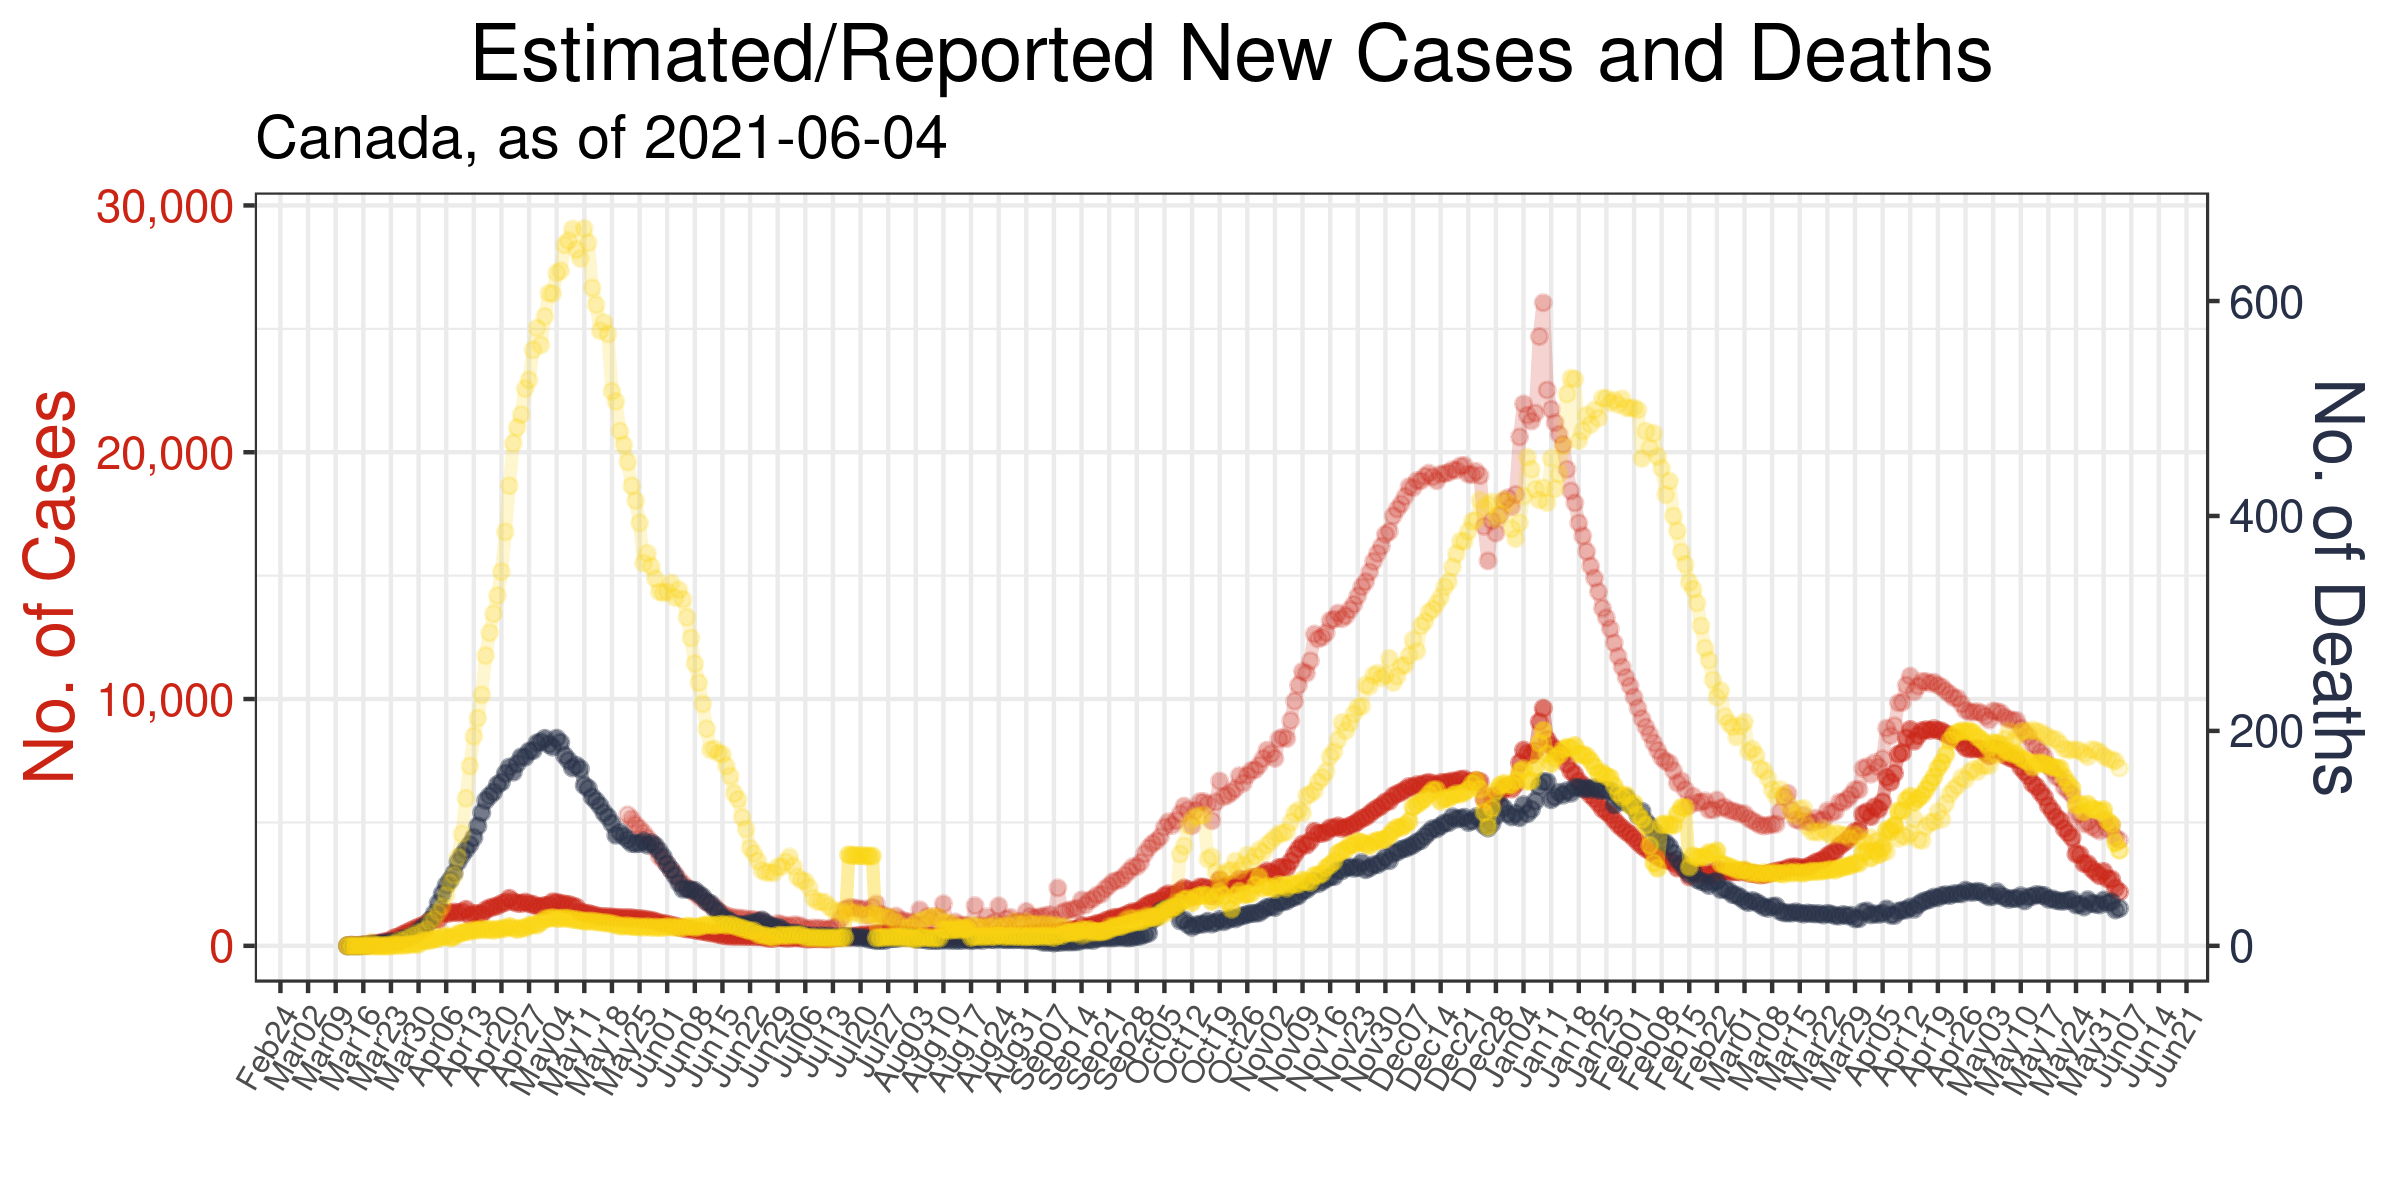 Estimated/Reported New Cases and Deaths
Canada, as of 2021-06-04
No. of Cases
30,000
20,000
10,000
0
No. of Deaths
600
400
200
0
Feb24
Mar02
Mar09
Mar16
Mar23
Mar30
Apr06
Apr13
Apr20
Apr27
May04
May11
May18
May25
Jun01
Jun08
Jun15
Jun22
Jun29
Jul06
Jul13
Jul20
Jul27
Aug03
Aug10
Aug17
Aug24
Aug31
Sep07
Sep14
Sep21
Sep28
Oct05
Oct12
Oct19
Oct26
Nov02
Nov09
Nov16
Nov23
Nov30
Dec07
Dec14
Dec21
Dec28
Jan04
Jan11
Jan18
Jan25
Feb01
Feb08
Feb15
Feb22
Mar01
Mar08
Mar15
Mar22
Mar29
Apr05
Apr12
Apr19
Apr26
May03
May10
May17
May24
May31
Jun07
Jun14
Jun21